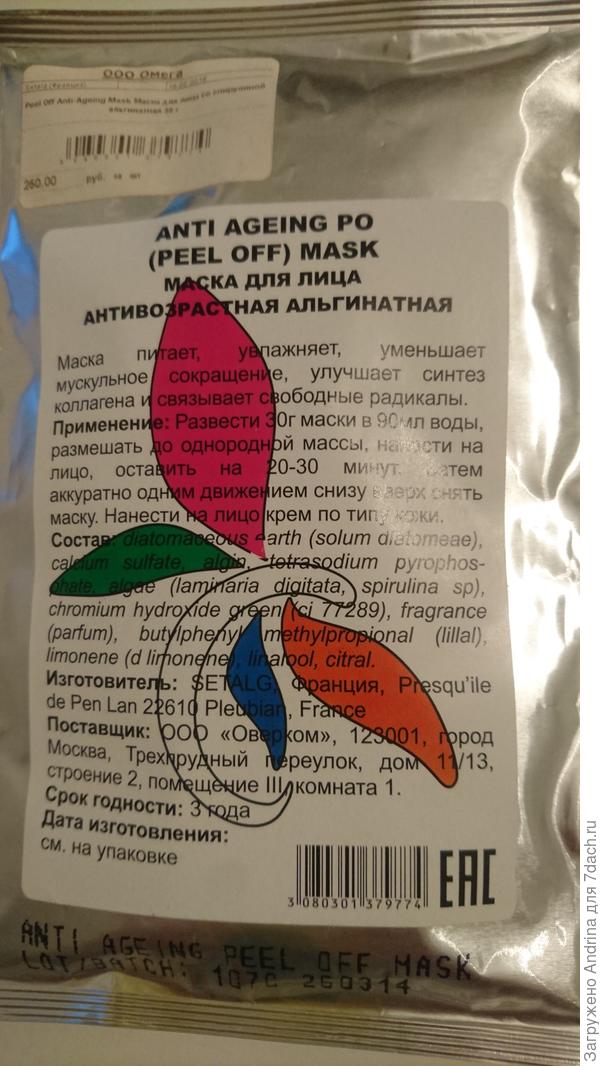 ООО Омега
Peel Off Anti-Ageing Mask Маска для лица со спирулиной
альгинатная 30 г
260.00 руб. за шт
ANTI AGEING PO
(PEEL OFF) MASK
МАСКА ДЛЯ ЛИЦА
АНТИВОЗРАСТНАЯ АЛЬГИНАТНАЯ
Маска питает, увлажняет, уменьшает
мускульное сокращение, улучшает синтез
коллагена и связывает свободные радикалы.
Применение: Развести 30г маски в 90мл воды,
размешать до однородной массы, нанести на
лицо, оставить на 20-30 минут. Затем
аккуратно одним движением снизу вверх снять
маску. Нанести на лицо крем по типу кожи.
Состав: diatomaceous earth (solum diatomeae),
calcium sulfate, algin, tetrasodium pyrophos-
phate, algae (laminaria digitata, spirulina sp),
chromium hydroxide green (ci 77289), fragrance
(parfum), butylphenyl methylpropional (lillal),
limonene (d limonene), linalool, citral.
Изготовитель: SETALG, Франция, Presqu'ile
de Pen Lan 22610 Pleubian, France
Поставщик: ООО «Оверком», 123001, город
Москва, Трехпрудный переулок, дом 11/13,
строение 2, помещение III, комната 1.
Срок годности: 3 года
Дата изготовления:
см. на упаковке
3 080301 379774
EAC
ANTI AGEING PEEL OFF MASK
LOT/BATCH: 107C 260314
Загружено Andrina для 7dach.ru